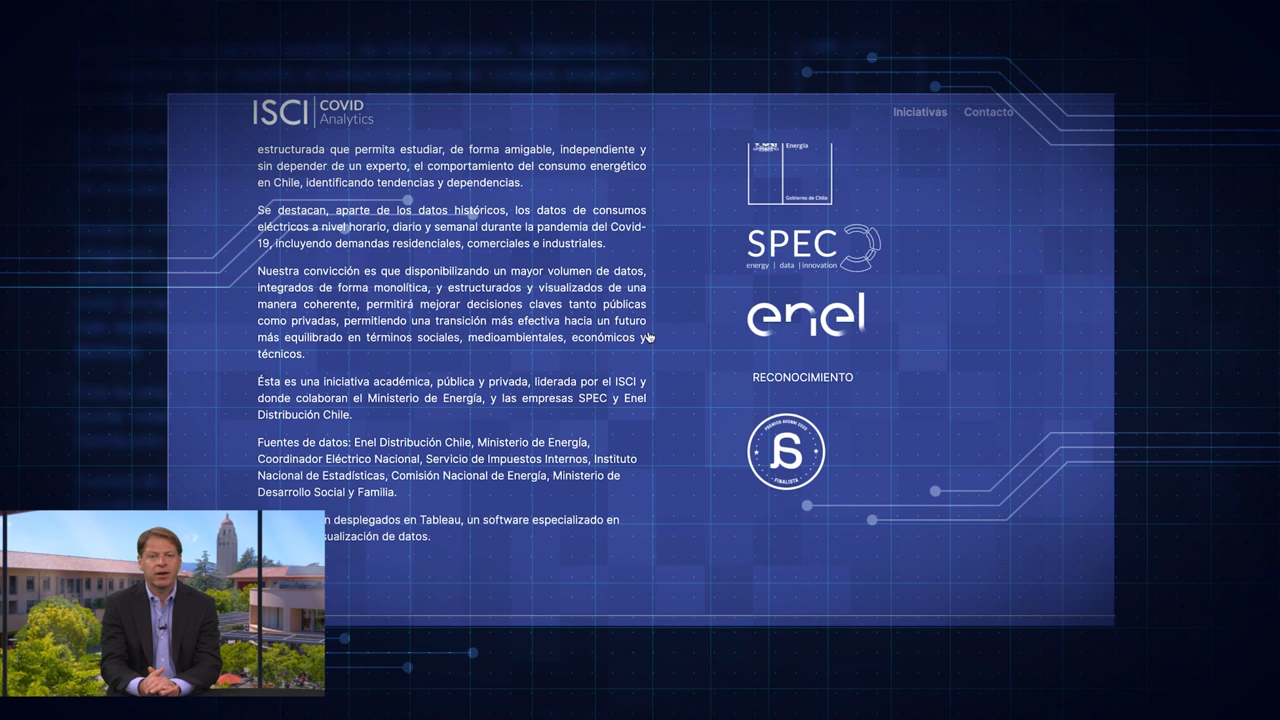 ISCI
COVID
Analytics
Iniciativas
Contacto
estructurada que permita estudiar, de forma amigable, independiente y
sin depender de un experto, el comportamiento del consumo energético
en Chile, identificando tendencias y dependencias.
Se destacan, aparte de los datos históricos, los datos de consumos
eléctricos a nivel horario, diario y semanal durante la pandemia del Covid-
19, incluyendo demandas residenciales, comerciales e industriales.
Nuestra convicción es que disponibilizando un mayor volumen de datos,
integrados de forma monolítica, y estructurados y visualizados de una
manera coherente, permitirá mejorar decisiones claves tanto públicas
como privadas, permitiendo una transición más efectiva hacia un futuro
más equilibrado en términos sociales, medioambientales, económicos y
técnicos.
Ésta es una iniciativa académica, pública y privada, liderada por el ISCI y
donde colaboran el Ministerio de Energía, y las empresas SPEC y Enel
Distribución Chile.
Fuentes de datos: Enel Distribución Chile, Ministerio de Energía,
Coordinador Eléctrico Nacional, Servicio de Impuestos Internos, Instituto
Nacional de Estadísticas, Comisión Nacional de Energía, Ministerio de
Desarrollo Social y Familia.
desplegados en Tableau, un software especializado en
de datos.
Energía
Gobierno de Chile
SPEC
energy | data | innovation
enel
RECONOCIMIENTO
PREMIOS AVONNI 2020
FINALISTA